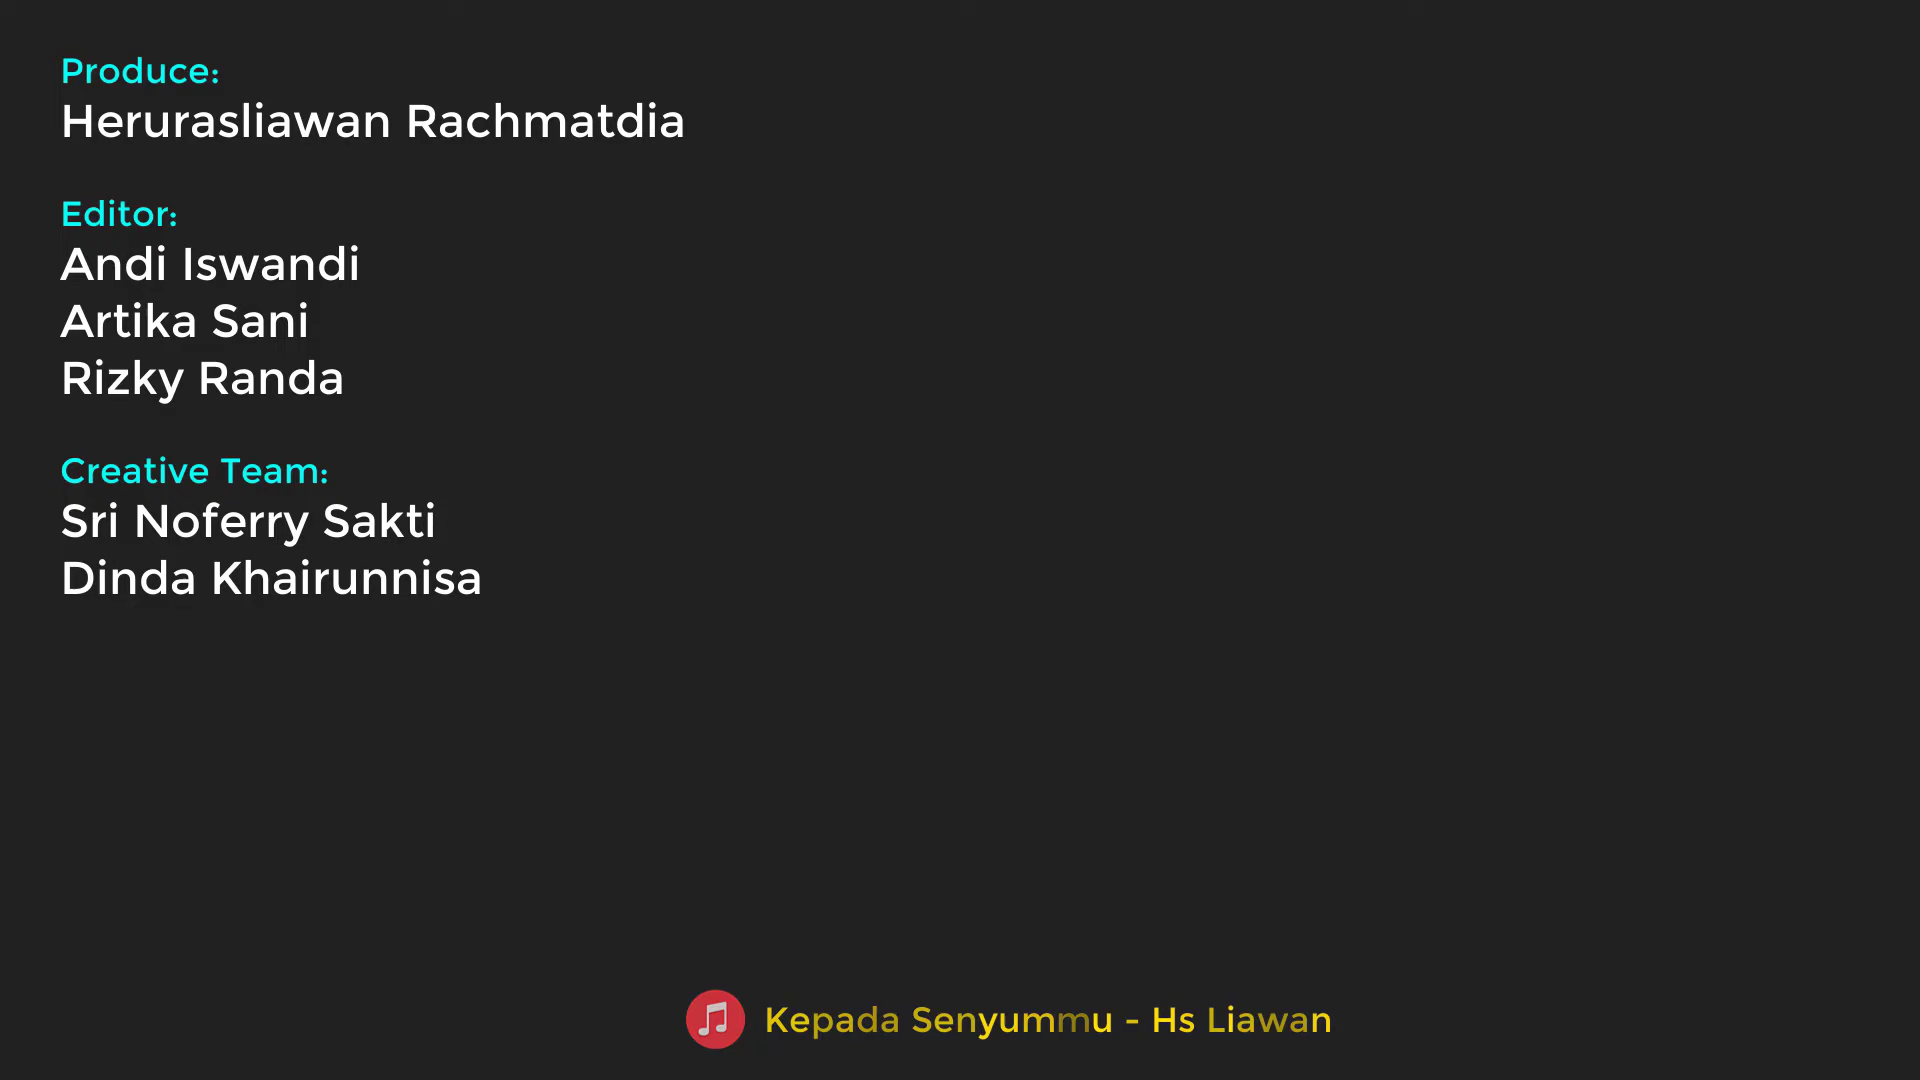 Produce:
Herurasliawan Rachmatdia
Editor:
Andi Iswandi
Artika Sani
Rizky Randa
Creative Team:
Sri Noferry Sakti
Dinda Khairunnisa
Kepada Senyummu - Hs Liawan